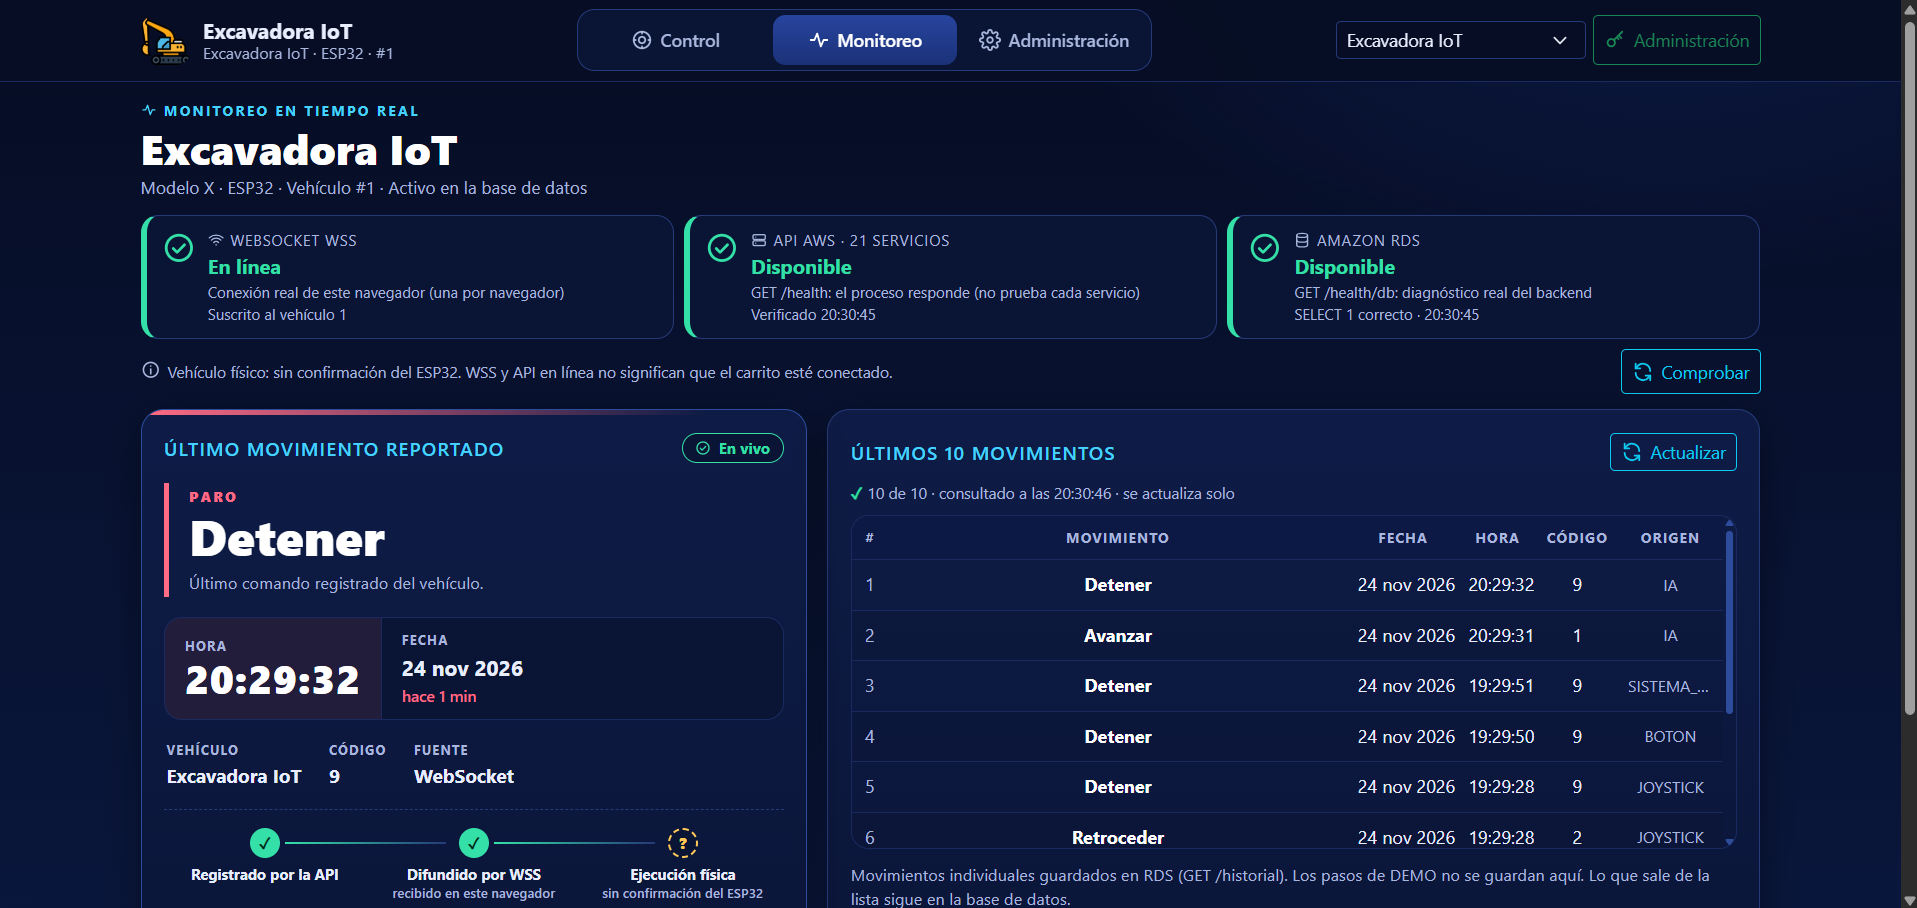 Excavadora IoT
Excavadora IoT · ESP32 · #1
Control
Monitoreo
Administración
Excavadora IoT
Administración
MONITOREO EN TIEMPO REAL
Excavadora IoT
Modelo X · ESP32 · Vehículo #1 · Activo en la base de datos
WEBSOCKET WSS
En línea
Conexión real de este navegador (una por navegador)
Suscrito al vehículo 1
API AWS · 21 SERVICIOS
Disponible
GET /health: el proceso responde (no prueba cada servicio)
Verificado 20:30:45
AMAZON RDS
Disponible
GET /health/db: diagnóstico real del backend
SELECT 1 correcto · 20:30:45
Vehículo físico: sin confirmación del ESP32. WSS y API en línea no significan que el carrito esté conectado.
Comprobar
ÚLTIMO MOVIMIENTO REPORTADO
En vivo
PARO
Detener
Último comando registrado del vehículo.
HORA
20:29:32
FECHA
24 nov 2026
hace 1 min
VEHÍCULO CÓDIGO FUENTE
Excavadora IoT 9 WebSocket
?
Registrado por la API
Difundido por WSS
recibido en este navegador
Ejecución física
sin confirmación del ESP32
ÚLTIMOS 10 MOVIMIENTOS
Actualizar
✓ 10 de 10 · consultado a las 20:30:46 · se actualiza solo
# MOVIMIENTO FECHA HORA CÓDIGO ORIGEN
1 Detener 24 nov 2026 20:29:32 9 IA
2 Avanzar 24 nov 2026 20:29:31 1 IA
3 Detener 24 nov 2026 19:29:51 9 SISTEMA_...
4 Detener 24 nov 2026 19:29:50 9 BOTON
5 Detener 24 nov 2026 19:29:28 9 JOYSTICK
6 Retroceder 24 nov 2026 19:29:28 2 JOYSTICK
Movimientos individuales guardados en RDS (GET /historial). Los pasos de DEMO no se guardan aquí. Lo que sale de la
lista sigue en la base de datos.